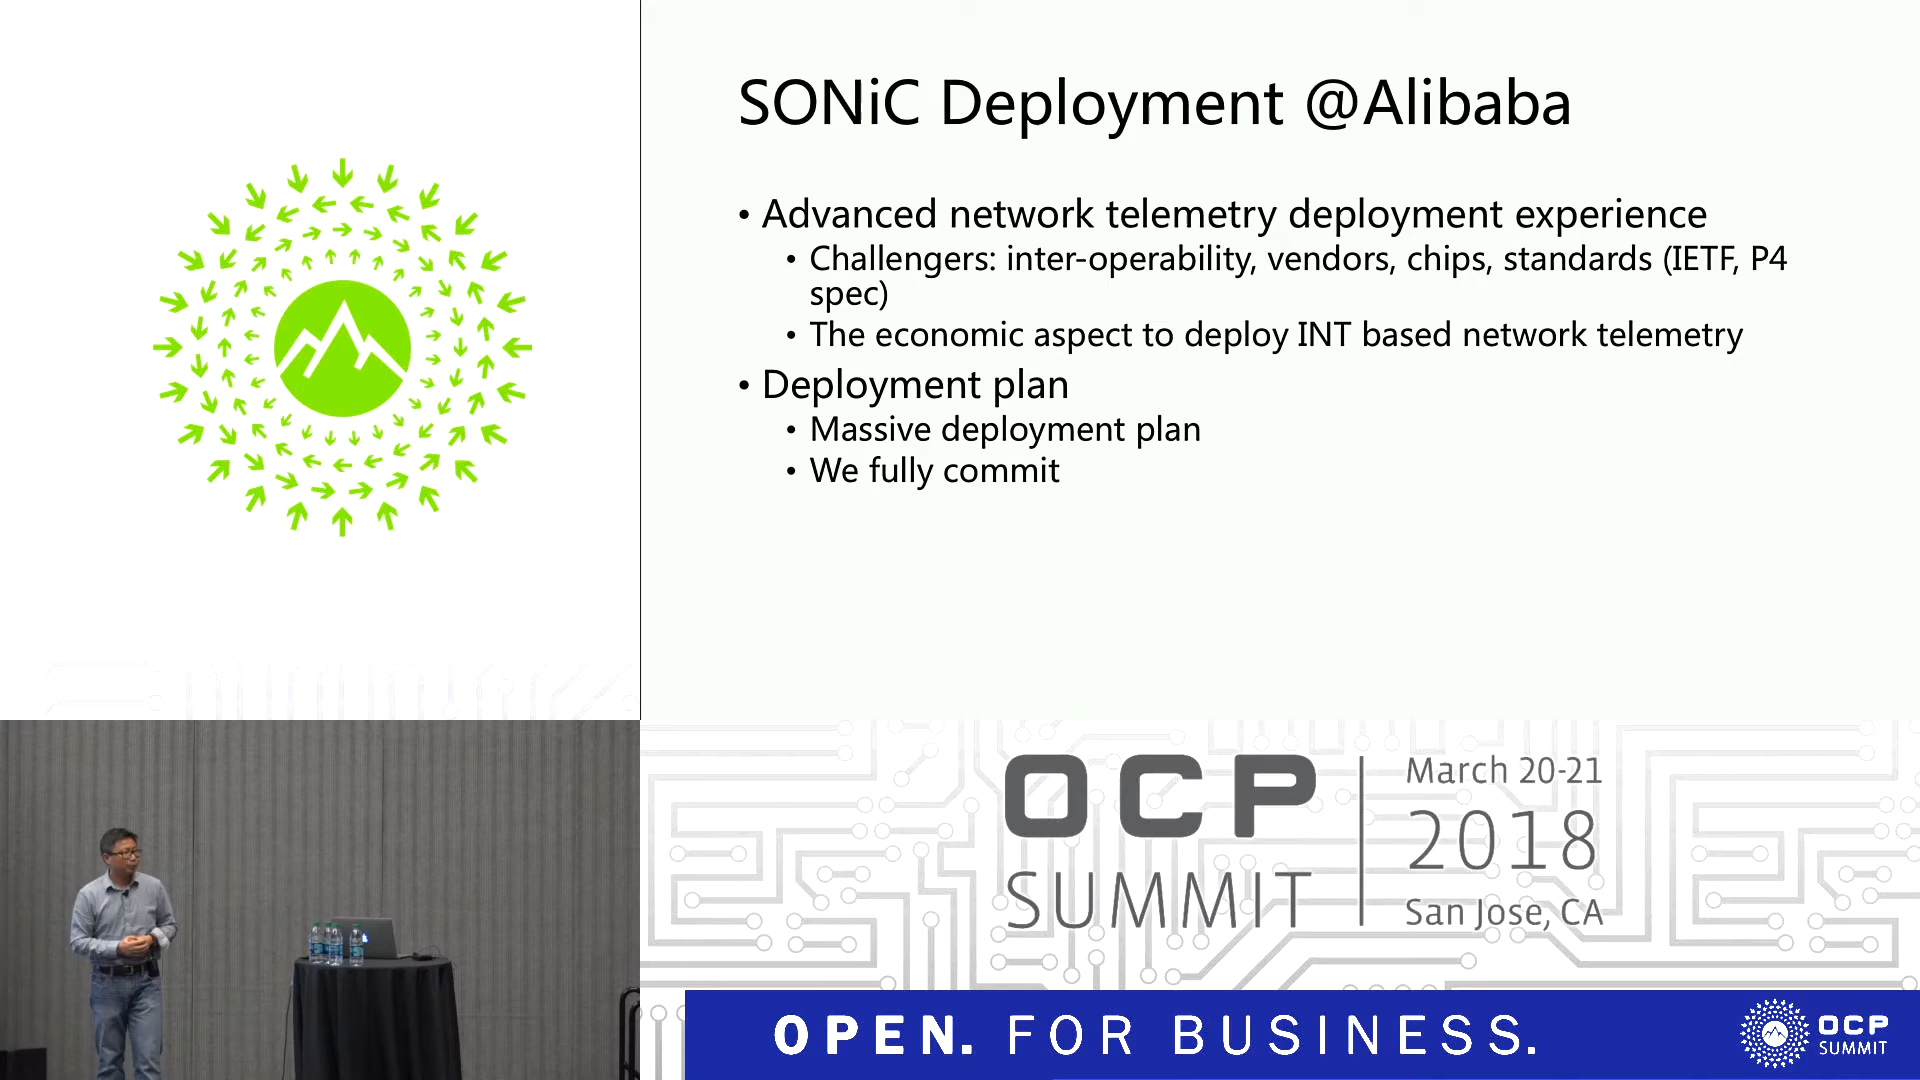 SONiC Deployment @Alibaba
• Advanced network telemetry deployment experience
• Challengers: inter-operability, vendors, chips, standards (IETF, P4
spec)
• The economic aspect to deploy INT based network telemetry
• Deployment plan
• Massive deployment plan
• We fully commit
OCP
SUMMIT
March 20-21
2018
San Jose, CA
OPEN. FOR BUSINESS.
OCP
SUMMIT